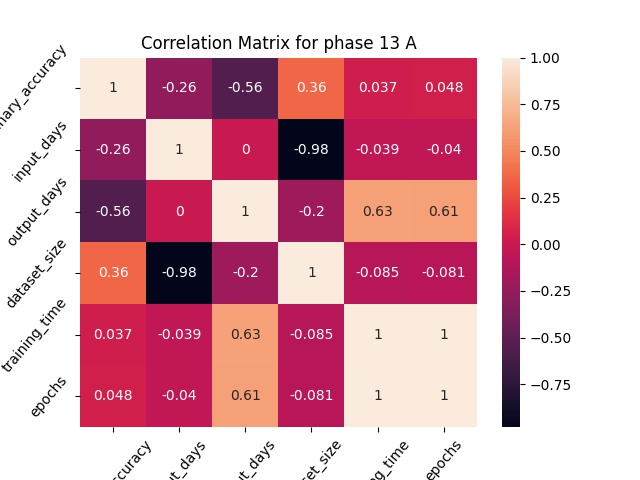 Correlation Matrix for phase 13 A
nary_accuracy 1 -0.26 -0.56 0.36 0.037 0.048
input_days -0.26 1 0 -0.98 -0.039 -0.04
output_days -0.56 0 1 -0.2 0.63 0.61
dataset_size 0.36 -0.98 -0.2 1 -0.085 -0.081
training_time 0.037 -0.039 0.63 -0.085 1 1
epochs 0.048 -0.04 0.61 -0.081 1 1
ccuracy ut_days ut_days set_size ng_time epochs
1.00
0.75
0.50
0.25
0.00
−0.25
−0.50
−0.75